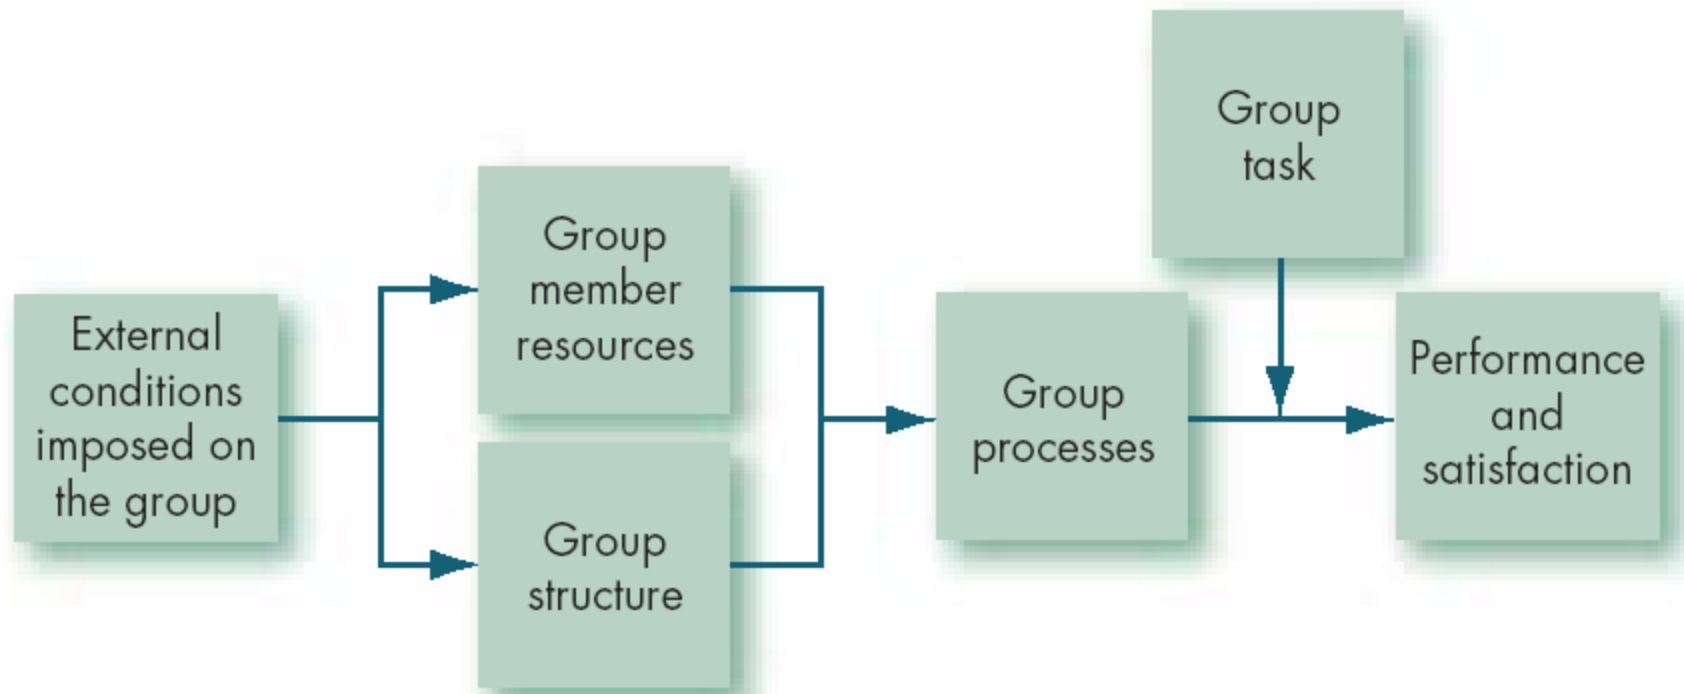 External
conditions
imposed on
the group
Group
member
resources
Group
structure
Group
processes
Group
task
Performance
and
satisfaction